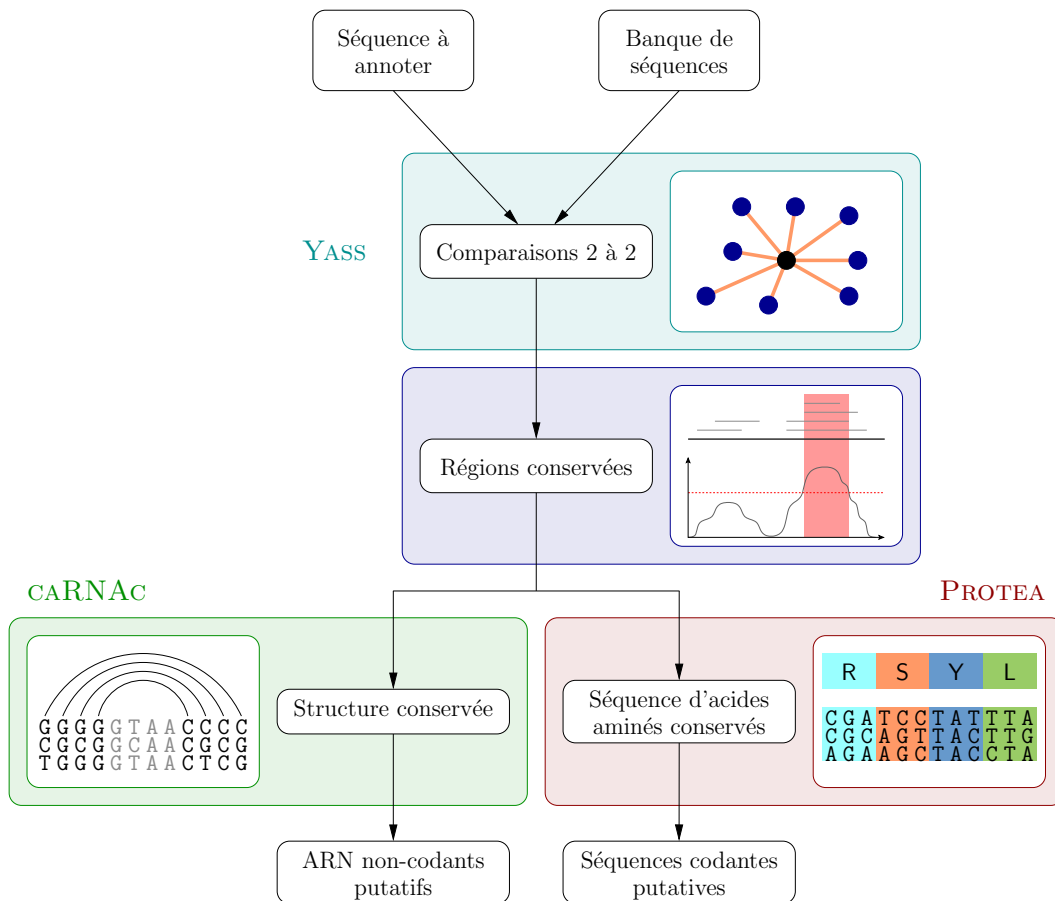 Séquence à
annoter
Banque de
séquences
YASS
Comparaisons 2 à 2
Régions conservées
CARNAC
PROTEA
GGGGGTAACCCC
CGCGGCAACGCG
TGGGGTAACTCG
Structure conservée
Séquence d'acides
aminés conservés
R S Y L
CGATCCTATTTA
CGCAGTTACTTG
AGAAGCTACCTA
ARN non-codants
putatifs
Séquences codantes
putatives